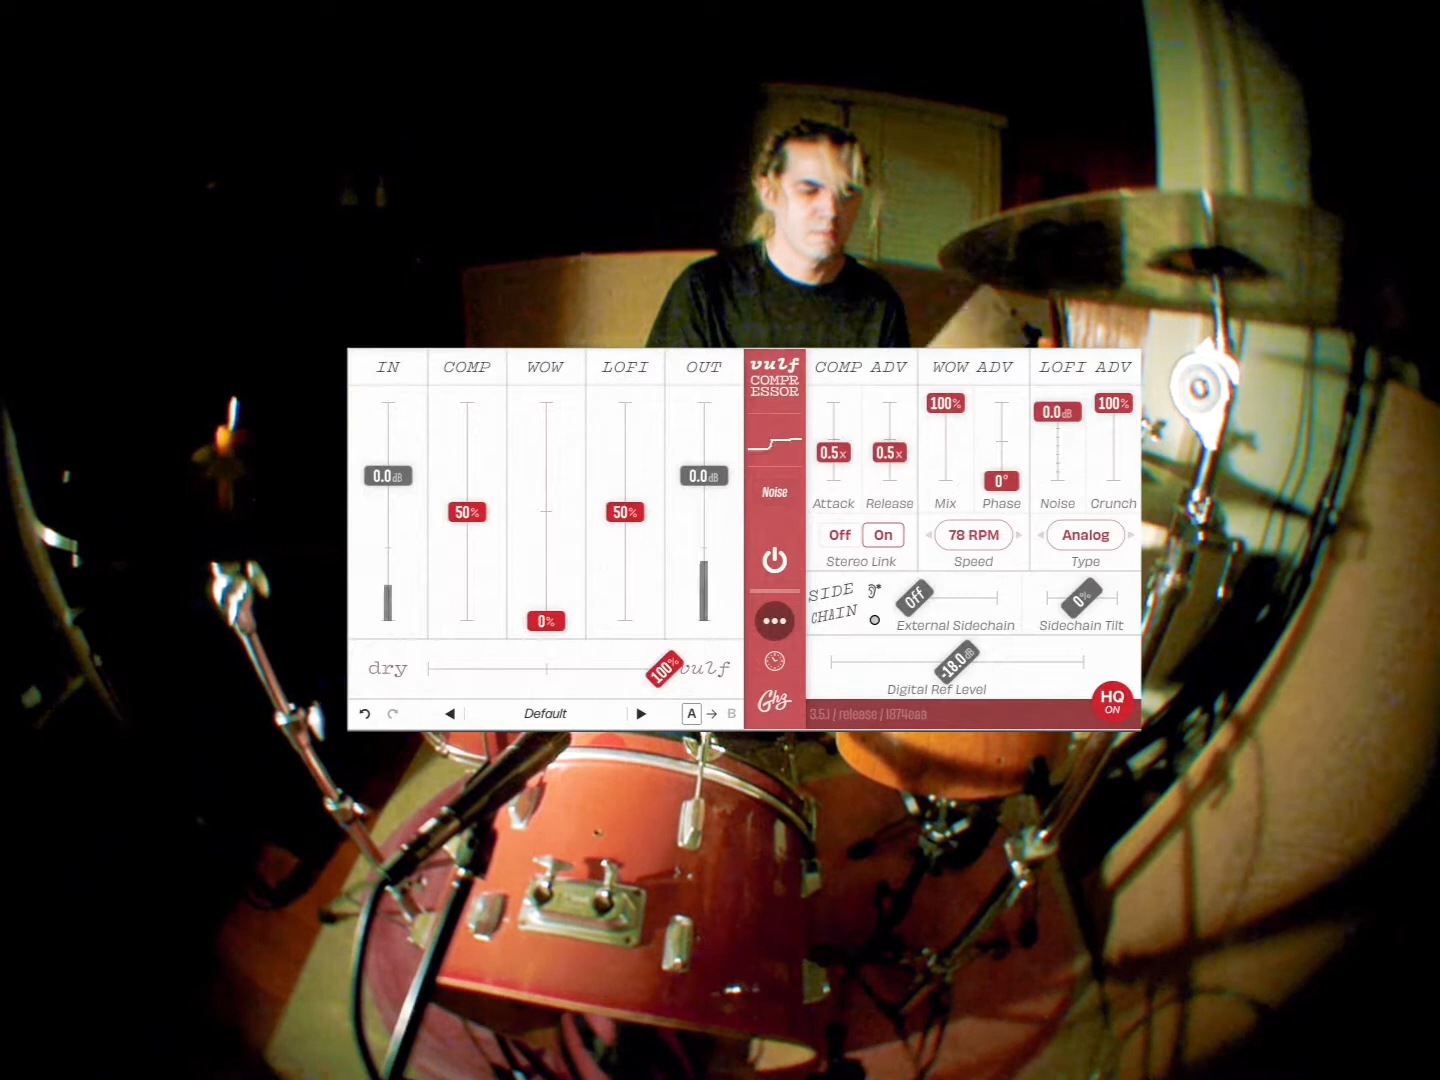 IN COMP WOW LOFI OUT
vulf
COMPR
ESSOR
COMP ADV WOW ADV LOFI ADV
0.0dB
50%
0%
50%
0.0dB
Noise
100%
0.0dB
100%
0.5x
0.5x
0°
Attack Release Mix Phase Noise Crunch
Off On
78 RPM
Analog
Stereo Link Speed Type
SIDE
CHAIN
Off
0%
External Sidechain Sidechain Tilt
dry
100%
vulf
-18.0dB
Digital Ref Level
Default
A → B
Ghz
3.5.1 / release / 1874eaa
HQ
ON